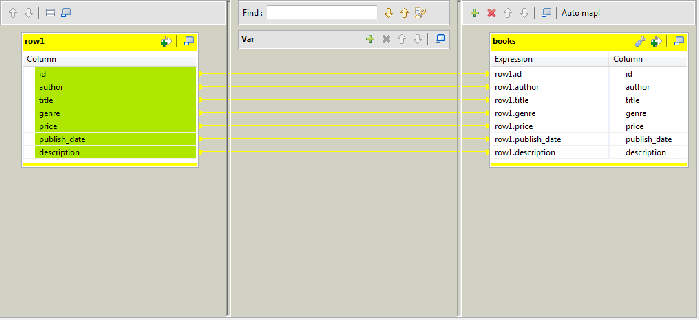 Find :
Auto map!
row1
Var
books
Column
Expression Column
id
row1.id id
author
row1.author author
title
row1.title title
genre
row1.genre genre
price
row1.price price
publish_date
row1.publish_date publish_date
description
row1.description description